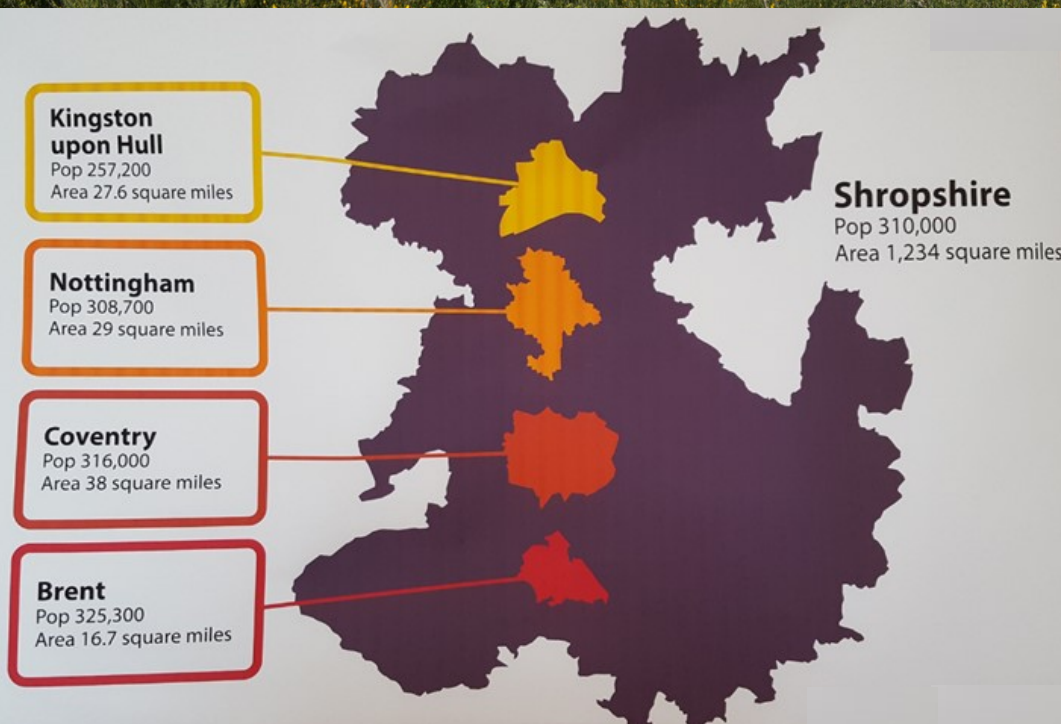 Kingston
upon Hull
Pop 257,200
Area 27.6 square miles
Nottingham
Pop 308,700
Area 29 square miles
Coventry
Pop 316,000
Area 38 square miles
Brent
Pop 325,300
Area 16.7 square miles
Shropshire
Pop 310,000
Area 1,234 square miles